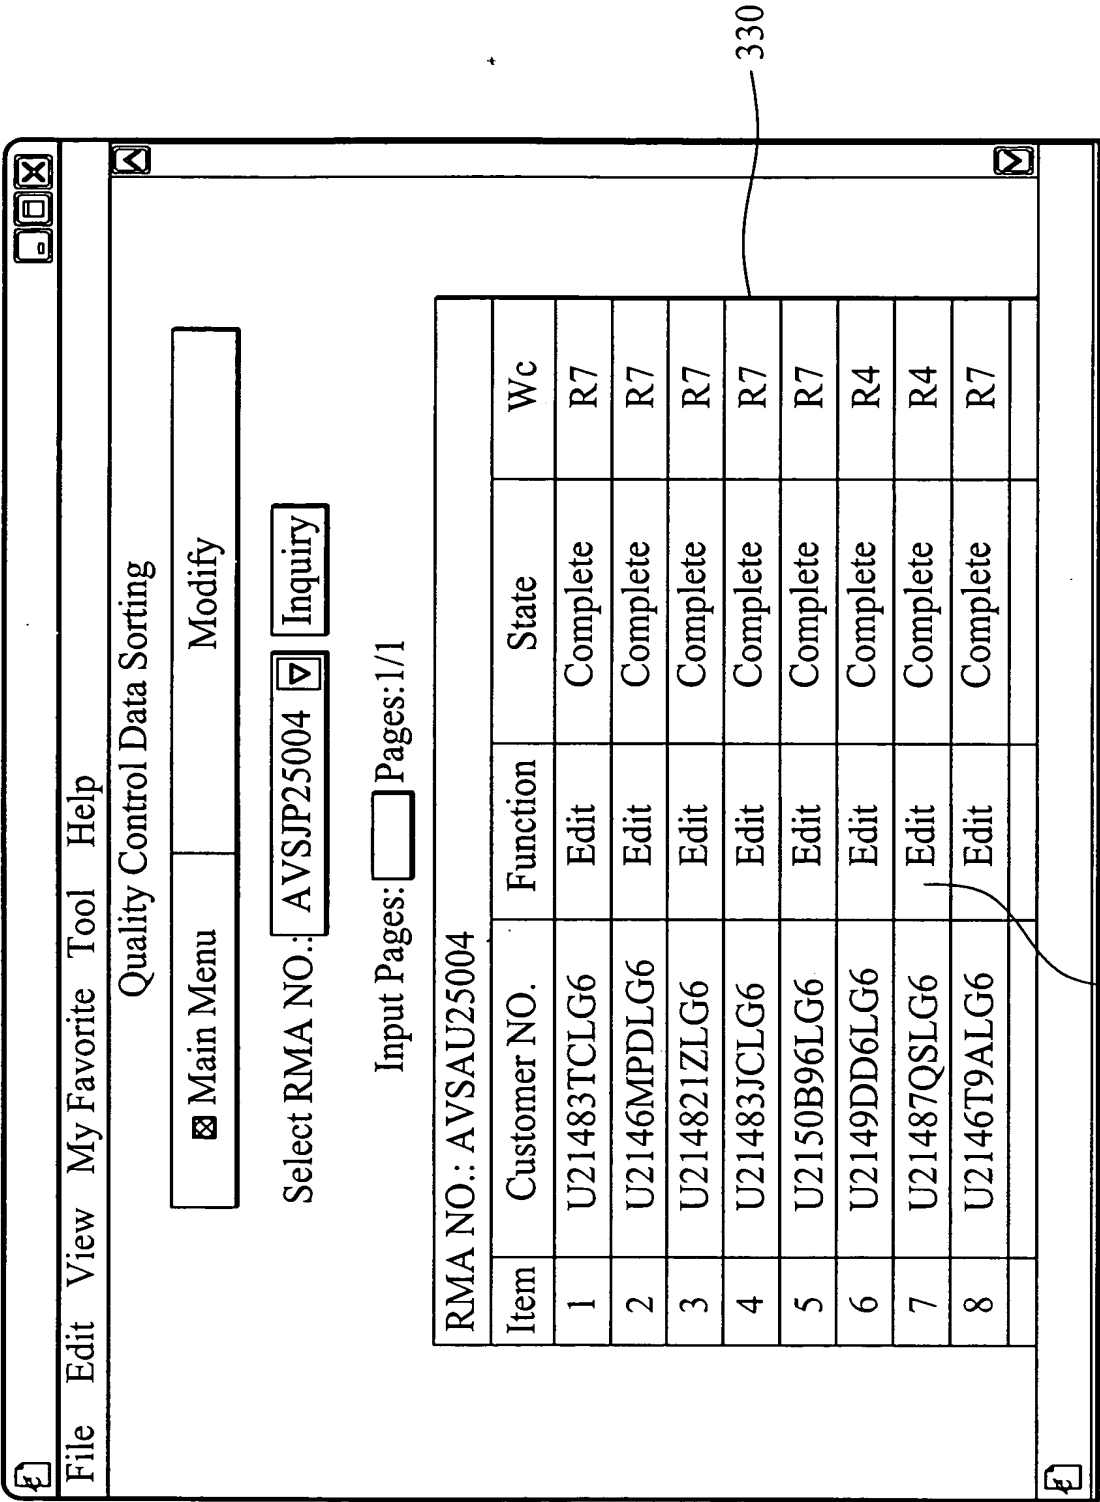 File Edit View My Favorite Tool Help
Quality Control Data Sorting
Main Menu Modify
Select RMA NO.: AVSJP25004 Inquiry
Input Pages: Pages:1/1
RMA NO.: AVSAU25004
Item Customer NO. Function State Wc
1 U21483TCLG6 Edit Complete R7
2 U2146MPDLG6 Edit Complete R7
3 U214821ZLG6 Edit Complete R7
4 U21483JCLG6 Edit Complete R7
5 U2150B96LG6 Edit Complete R7
6 U2149DD6LG6 Edit Complete R4
7 U21487QSLG6 Edit Complete R4
8 U2146T9ALG6 Edit Complete R7
330